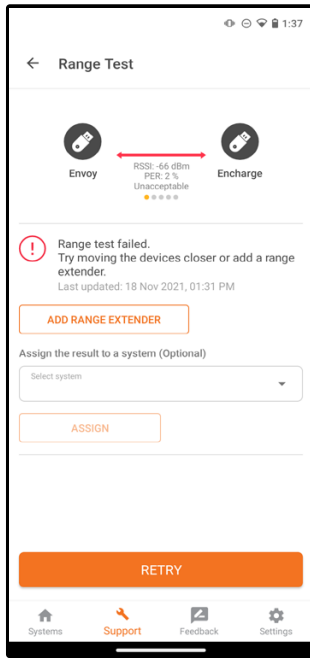 1:37
Range Test
Envoy
RSSI: -66 dBm
PER: 2 %
Unacceptable
Encharge
Range test failed.
Try moving the devices closer or add a range
extender.
Last updated: 18 Nov 2021, 01:31 PM
ADD RANGE EXTENDER
Assign the result to a system (Optional)
Select system
ASSIGN
RETRY
Systems
Support
Feedback
Settings